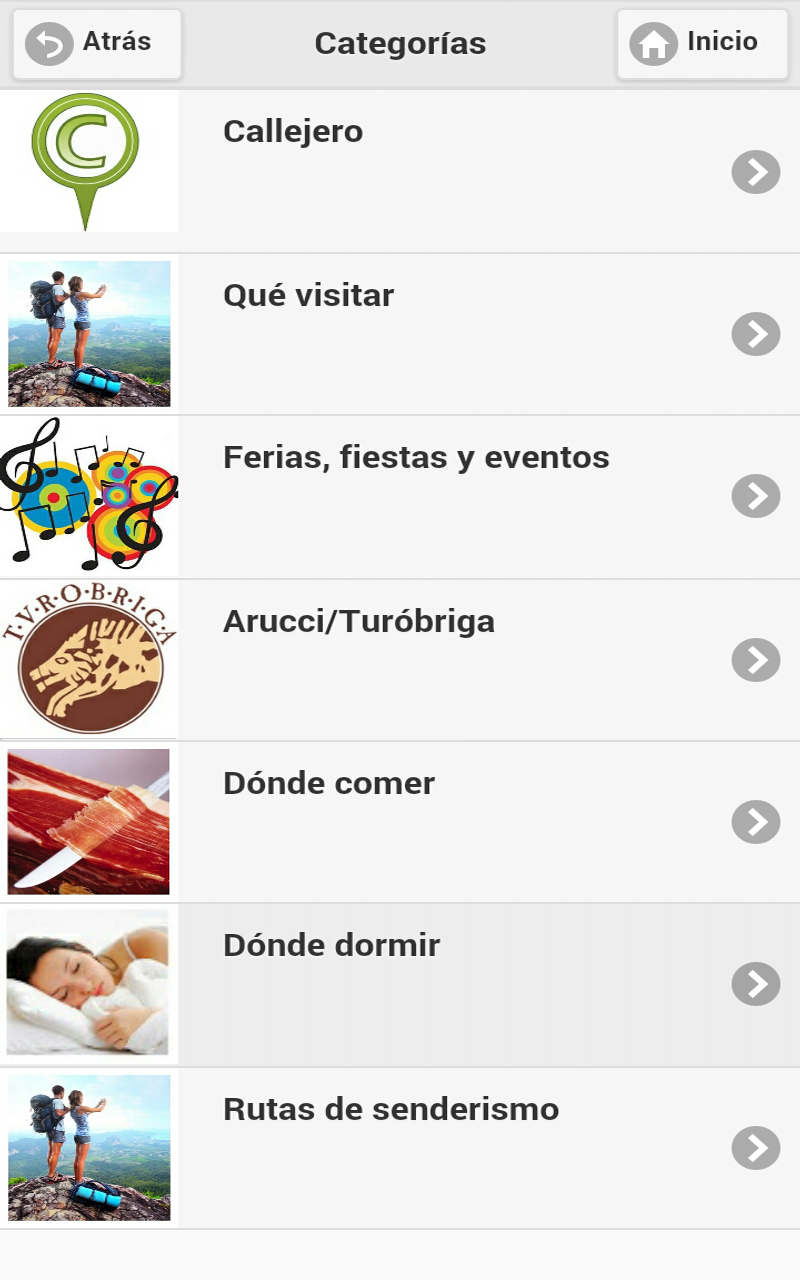 Atrás
Categorías
Inicio
C
Callejero
Qué visitar
Ferias, fiestas y eventos
T·V·R·O·B·R·I·G·A
Arucci/Turóbriga
Dónde comer
Dónde dormir
Rutas de senderismo